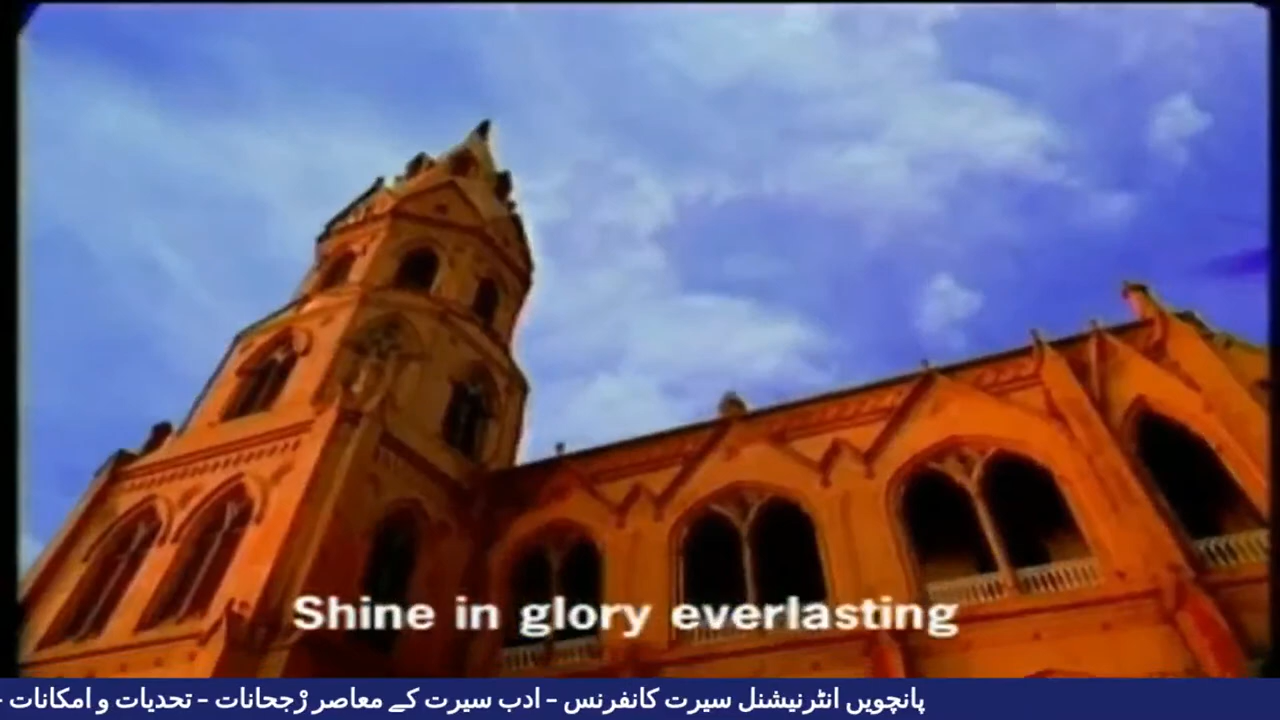 Shine in glory everlasting
پانچویں انٹرنیشنل سیرت کانفرنس – ادب سیرت کے معاصر رْجحانات – تحدیات و امکانات -